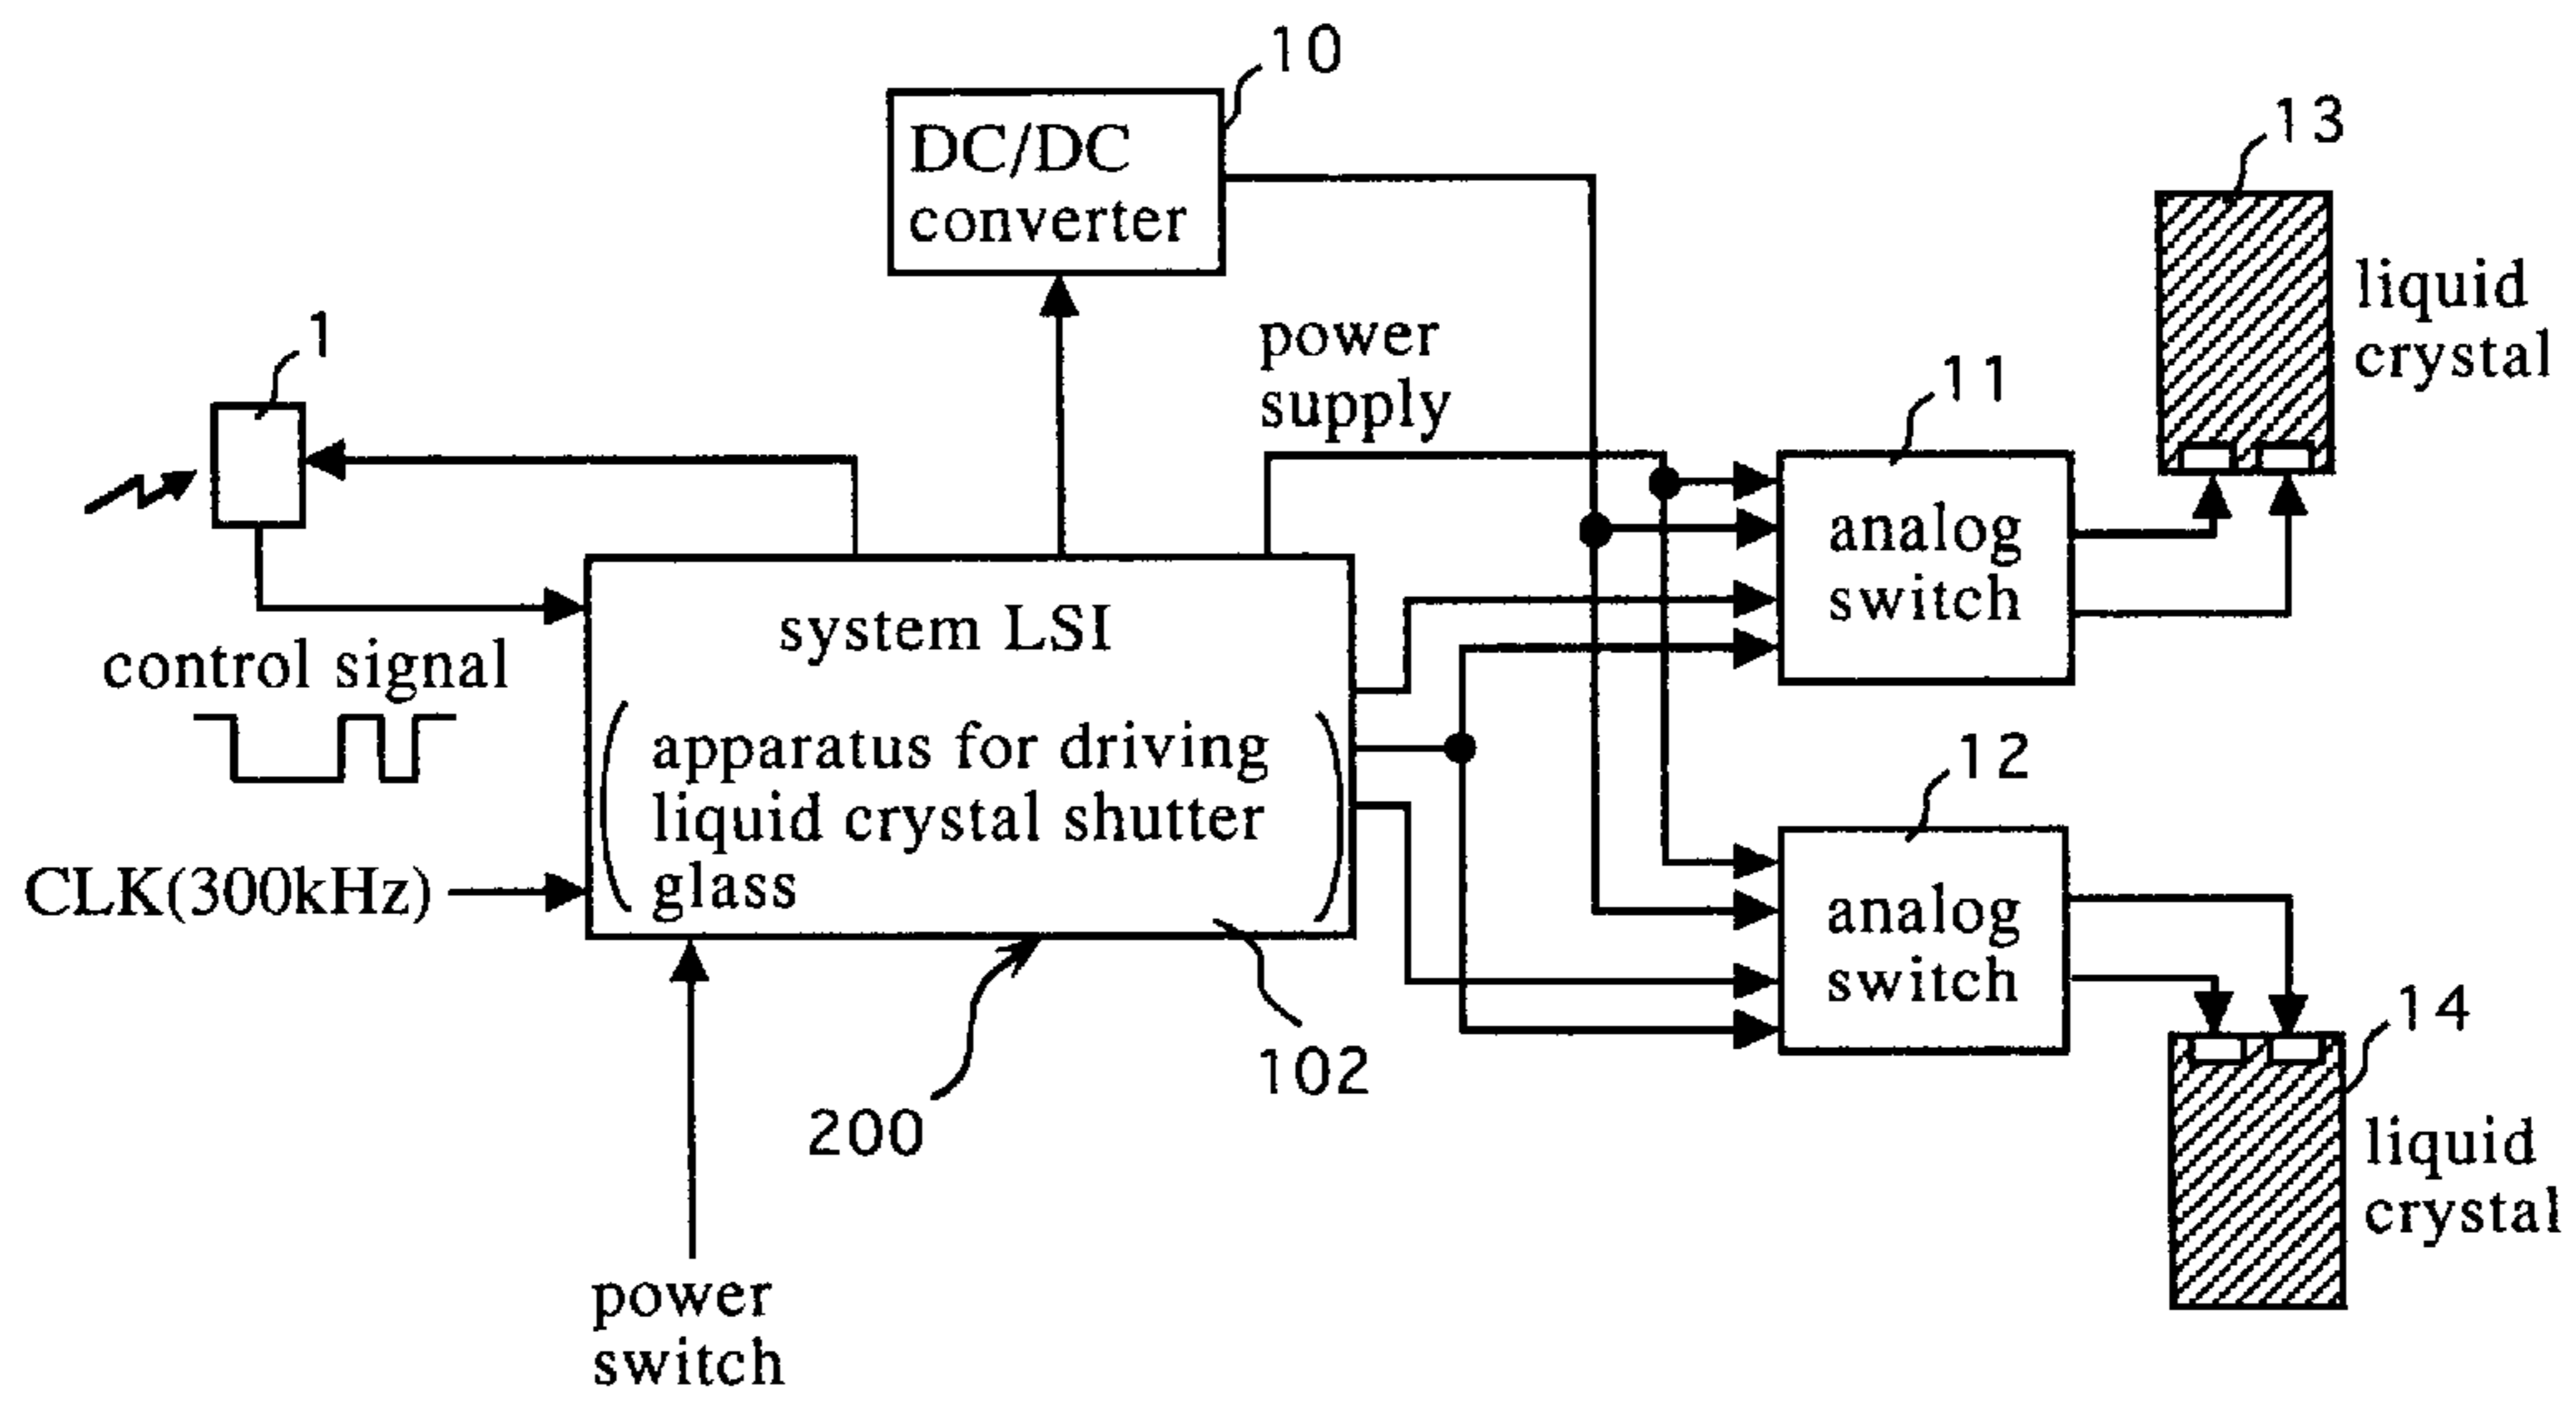 10
DC/DC
converter
13
liquid
crystal
1
power
supply
11
analog
switch
control signal
system LSI
apparatus for driving
liquid crystal shutter
glass
CLK(300kHz)
12
analog
switch
102
200
14
liquid
crystal
power
switch